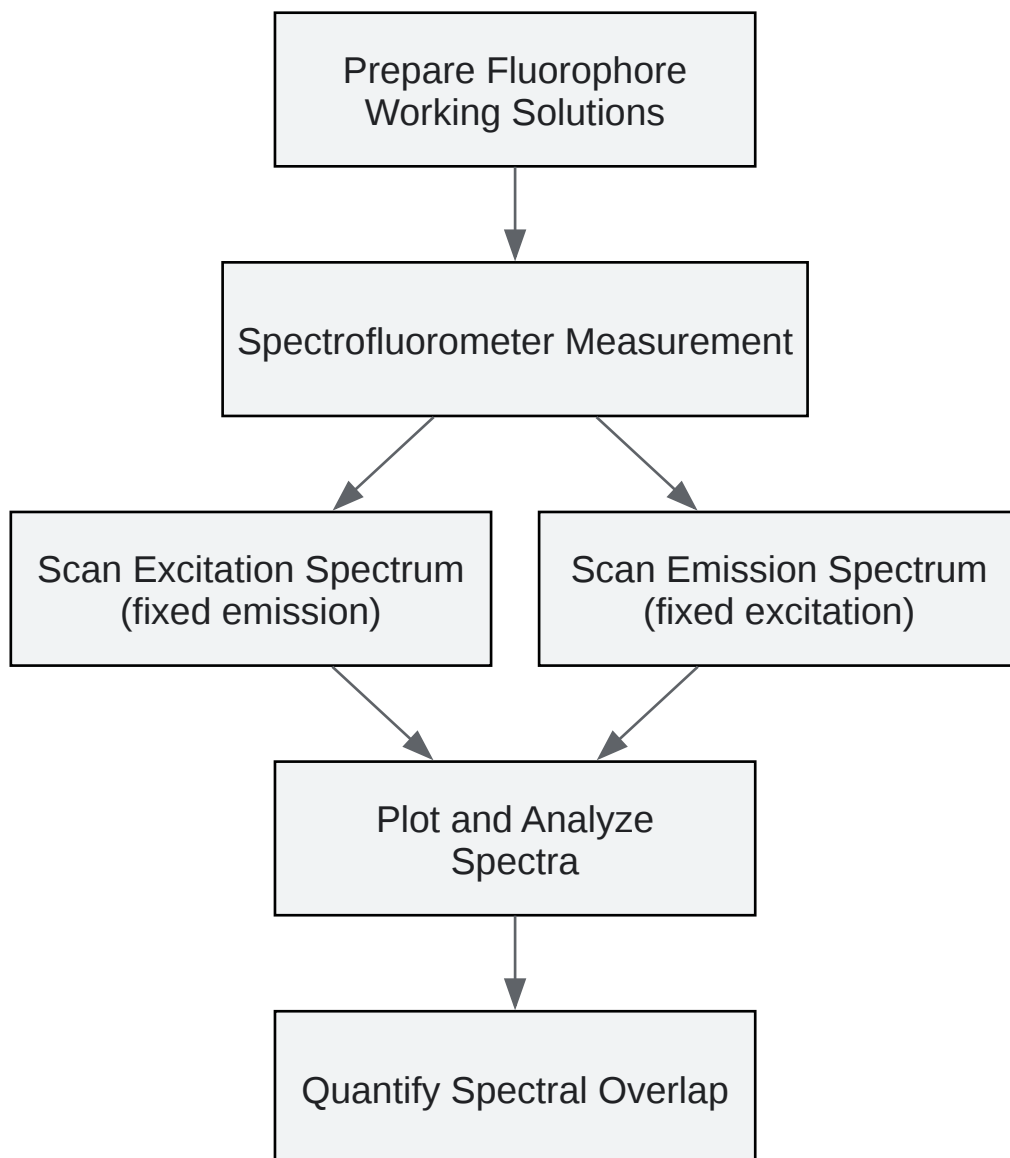 Prepare Fluorophore
Working Solutions
Spectrofluorometer Measurement
Scan Excitation Spectrum
(fixed emission)
Scan Emission Spectrum
(fixed excitation)
Plot and Analyze
Spectra
Quantify Spectral Overlap